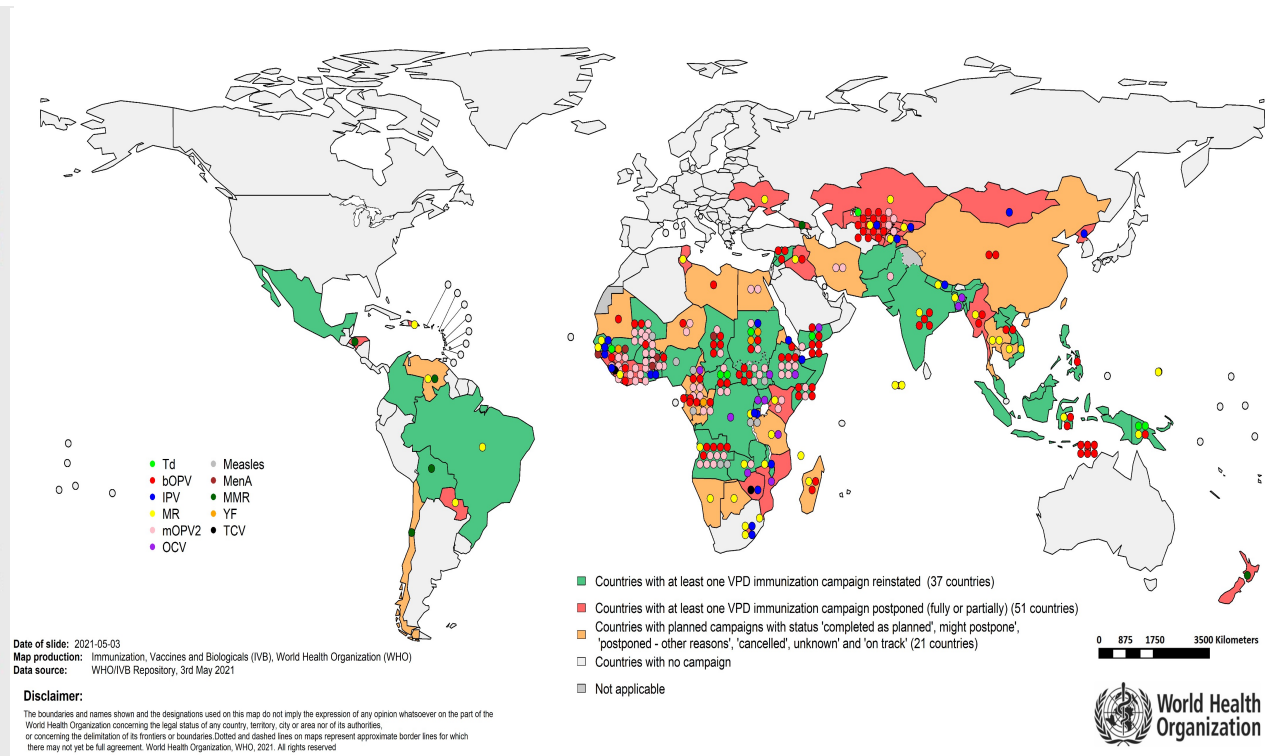 Td
bOPV
IPV
MR
mOPV2
OCV
Measles
MenA
MMR
YF
TCV
Countries with at least one VPD immunization campaign reinstated (37 countries)
Countries with at least one VPD immunization campaign postponed (fully or partially) (51 countries)
Countries with planned campaigns with status 'completed as planned', might postpone',
'postponed - other reasons', 'cancelled', unknown' and 'on track' (21 countries)
Countries with no campaign
Not applicable
Date of slide: 2021-05-03
Map production: Immunization, Vaccines and Biologicals (IVB), World Health Organization (WHO)
Data source: WHO/IVB Repository, 3rd May 2021
Disclaimer:
The boundaries and names shown and the designations used on this map do not imply the expression of any opinion whatsoever on the part of the
World Health Organization concerning the legal status of any country, territory, city or area nor of its authorities,
or concerning the delimitation of its frontiers or boundaries.Dotted and dashed lines on maps represent approximate border lines for which
there may not yet be full agreement. World Health Organization, WHO, 2021. All rights reserved
0 875 1750 3500 Kilometers
World Health
Organization